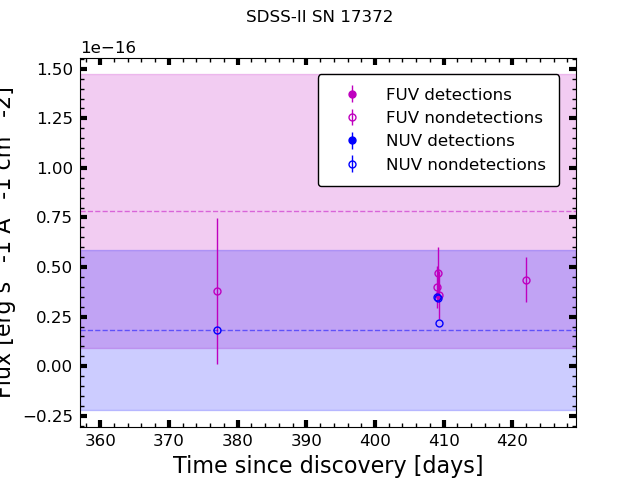 SDSS-II SN 17372
1e−16
1.50
1.25
1.00
0.75
0.50
0.25
0.00
−0.25
Flux [erg s -1 A -1 cm -2]
FUV detections
FUV nondetections
NUV detections
NUV nondetections
360 370 380 390 400 410 420
Time since discovery [days]